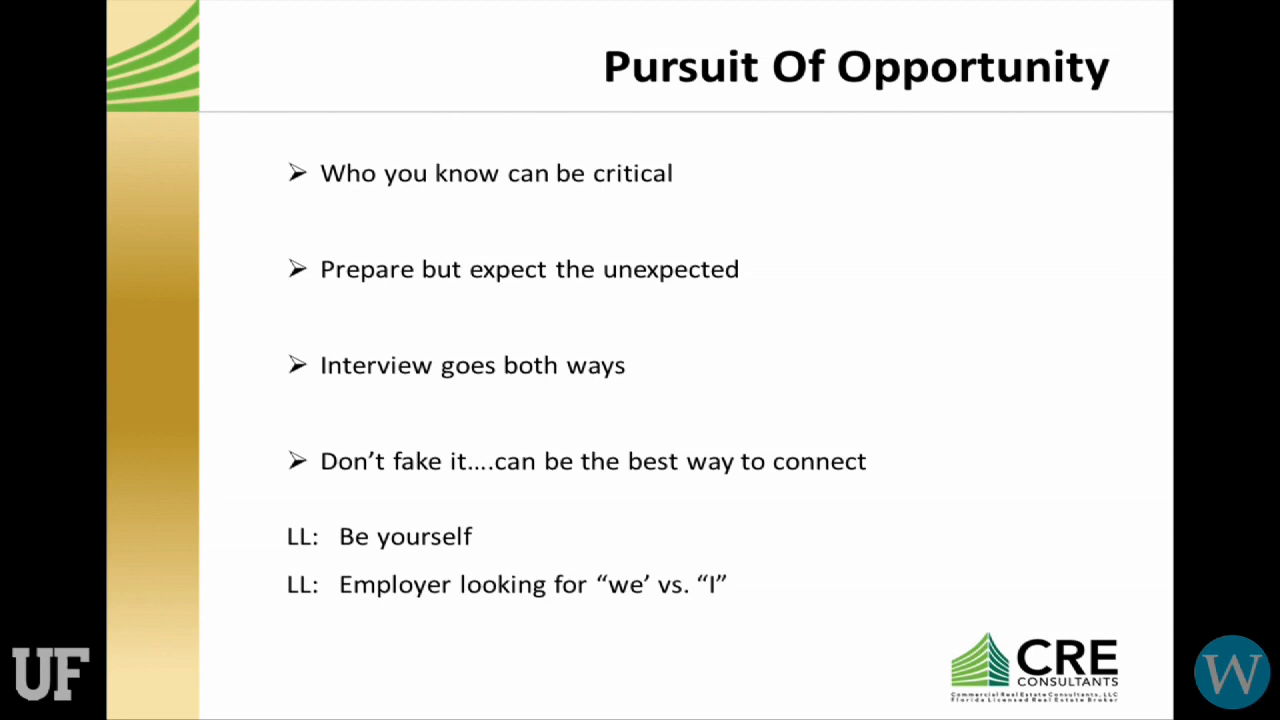 Pursuit Of Opportunity
➢ Who you know can be critical
➢ Prepare but expect the unexpected
➢ Interview goes both ways
➢ Don’t fake it….can be the best way to connect
LL: Be yourself
LL: Employer looking for “we’ vs. “I”
CRE
CONSULTANTS
Commercial Real Estate Consultants, LLC
Florida Licensed Real Estate Broker
UF
W